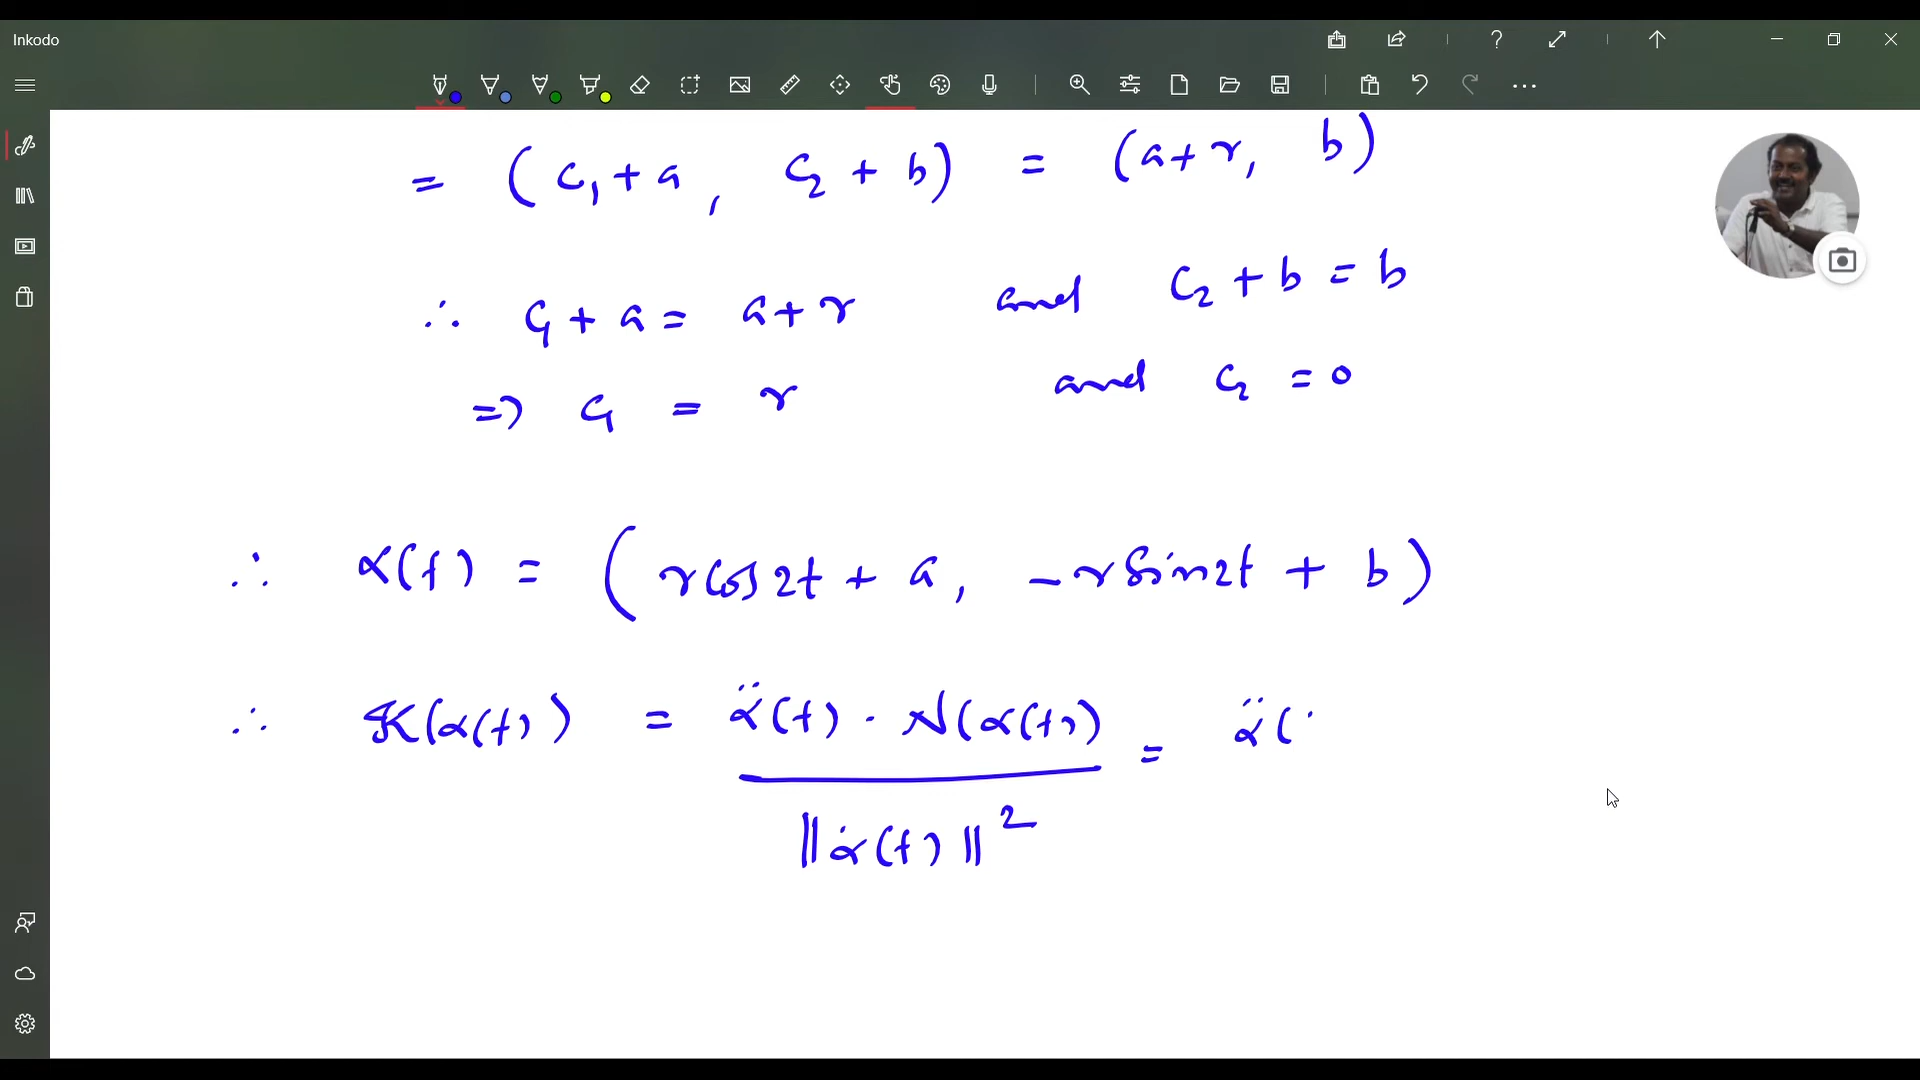 Inkodo
= (c₁ + a, c₂ + b) = (a + r, b)
∴ c₁ + a = a + r and c₂ + b = b
=> c₁ = r and c₂ = 0
∴ α(t) = (r cos 2t + a, - r sin 2t + b)
∴ K(α(t)) = α̈(t) · N(α(t)) / ||α̇(t)||² = α̈(